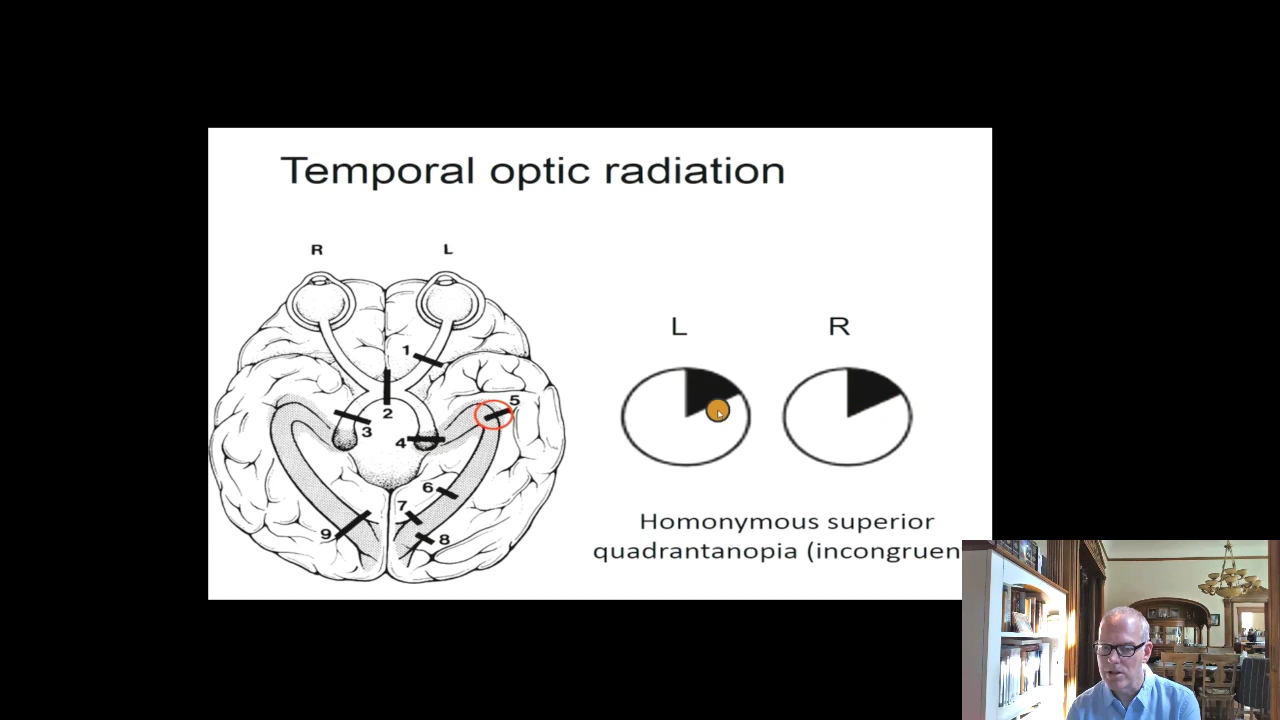 Temporal optic radiation
R L
1
2
3
4
5
6
7
8
9
L R
Homonymous superior
quadrantanopia (incongruen